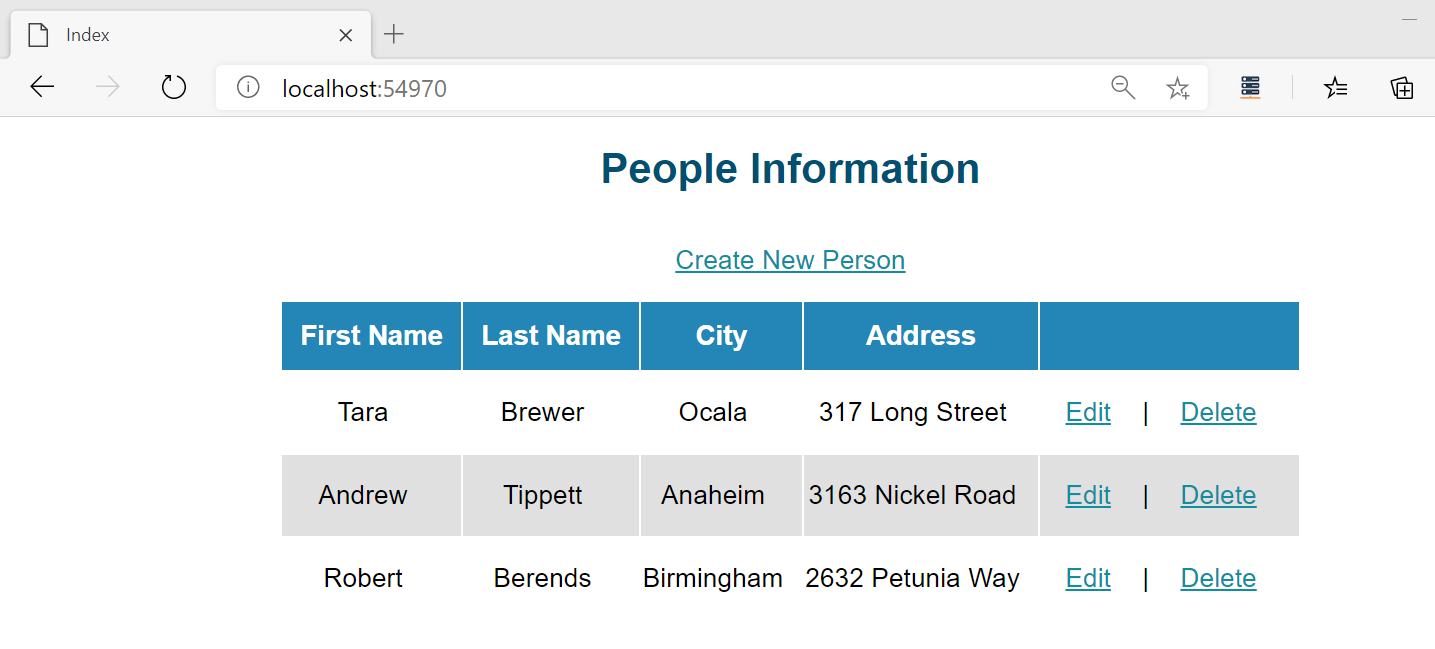 Index
localhost:54970
People Information
Create New Person
First Name Last Name City Address
Tara Brewer Ocala 317 Long Street Edit | Delete
Andrew Tippett Anaheim 3163 Nickel Road Edit | Delete
Robert Berends Birmingham 2632 Petunia Way Edit | Delete